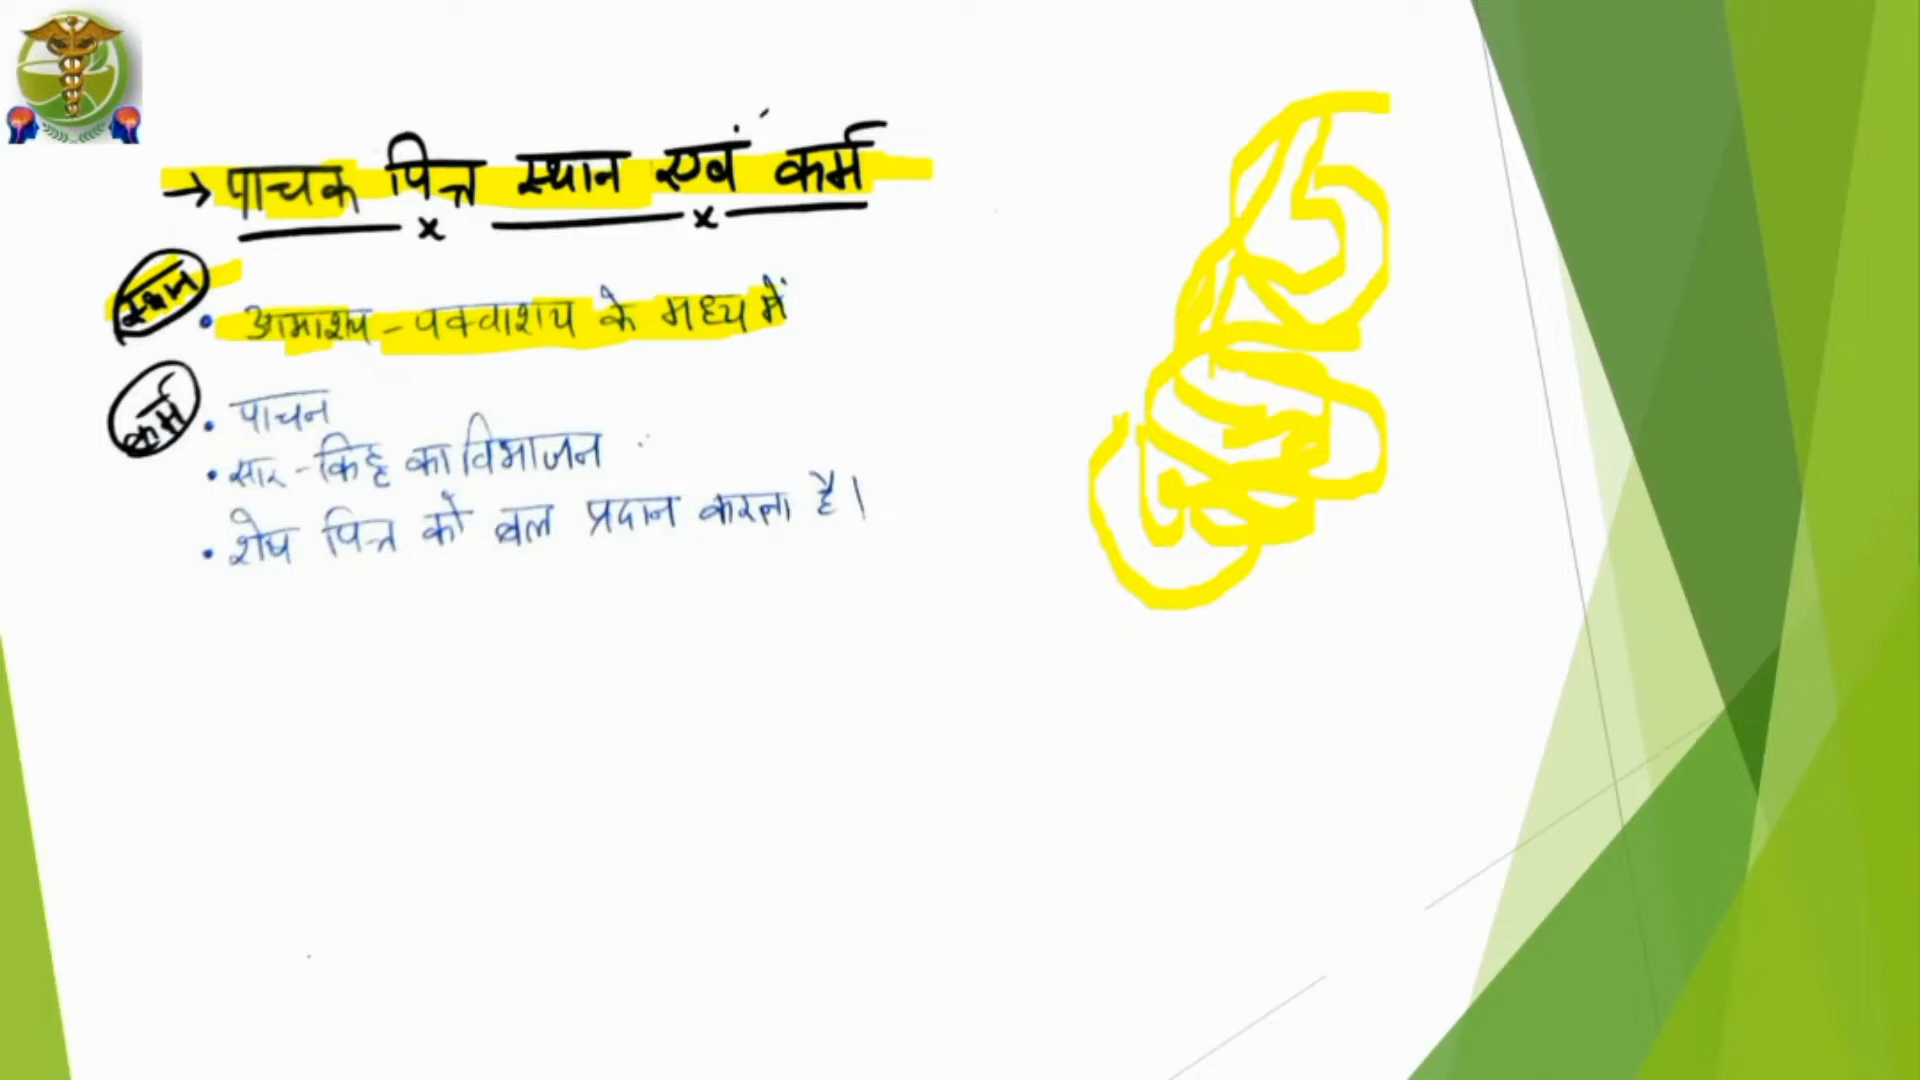 → पाचक पित्त स्थान एवं कर्म
स्थान
• आमाशय - पक्वाशय के मध्य में
कर्म
• पाचन
• सार - किट्ट का विभाजन
• शेष पित्त को बल प्रदान करता है।